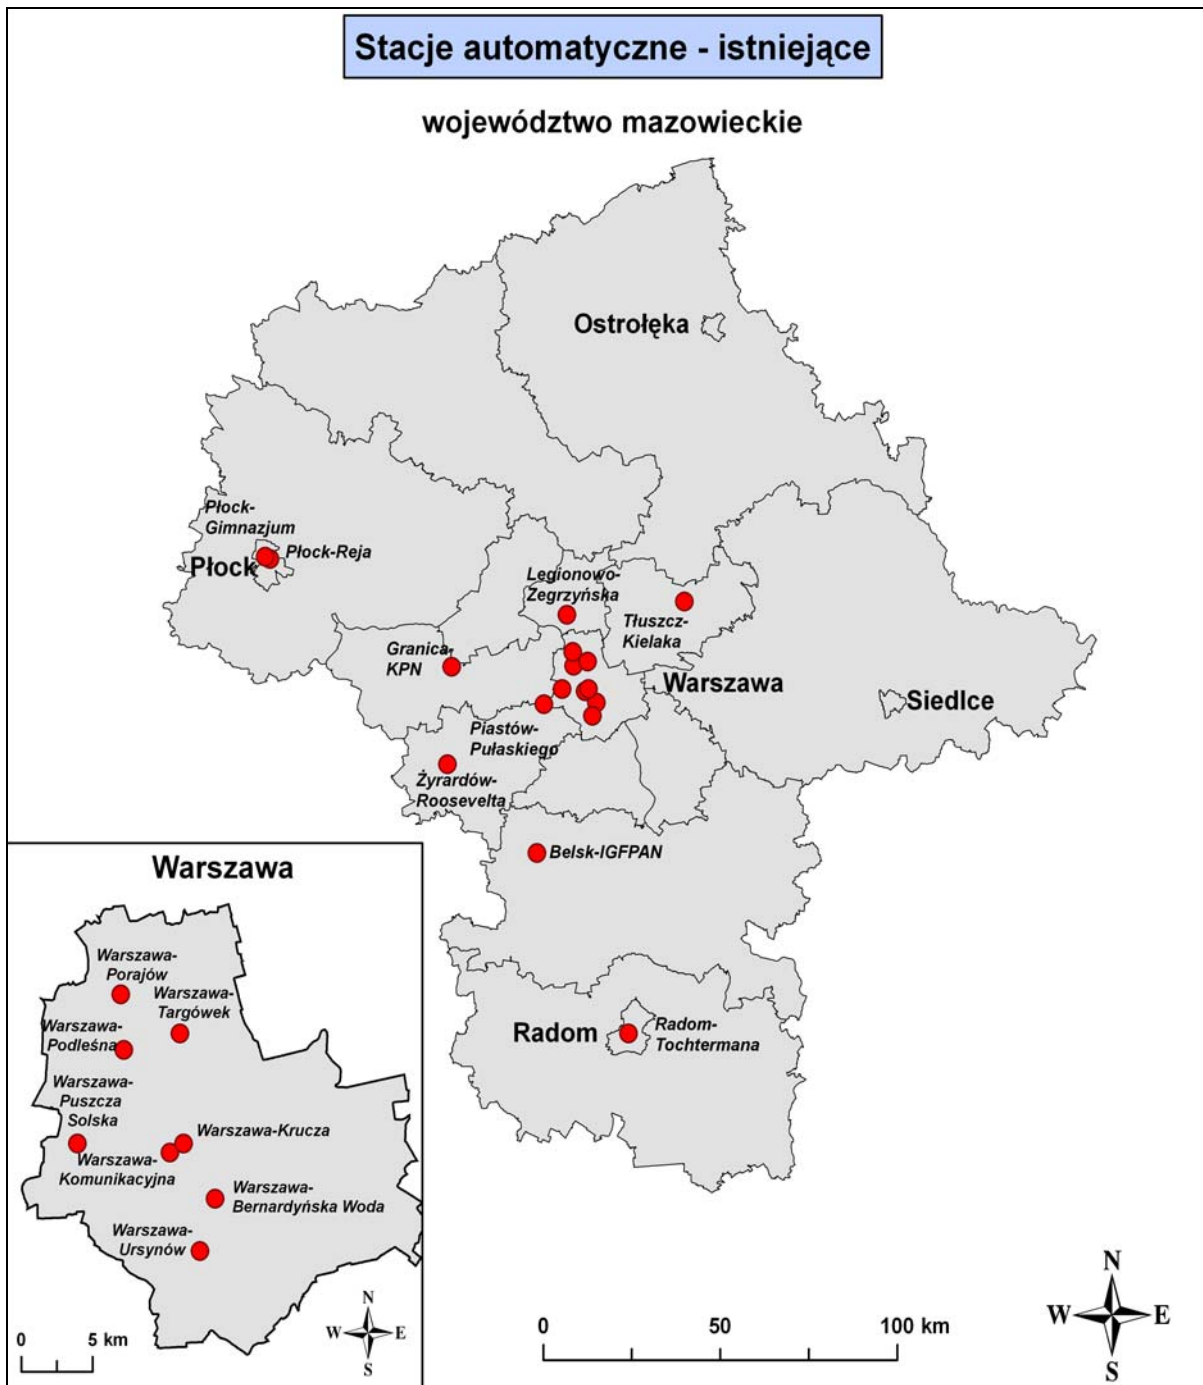 Stacje automatyczne - istniejące
województwo mazowieckie
Ostrołęka
Płock-
Gimnazjum
Płock-Reja
Płock
Legionowo-
Zegrzyńska
Tłuszcz-
Kielaka
Granica-
KPN
Warszawa
Siedlce
Piastów-
Pułaskiego
Żyrardów-
Roosevelta
Belsk-IGFPAN
Radom
Radom-
Tochtermana
Warszawa
Warszawa-
Porajów
Warszawa-
Targówek
Warszawa-
Podleśna
Warszawa-
Puszcza
Solska
Warszawa-Krucza
Warszawa-
Komunikacyjna
Warszawa-
Bernardyńska Woda
Warszawa-
Ursynów
0 5 km
N
W E
S
0 50 100 km
N
W E
S